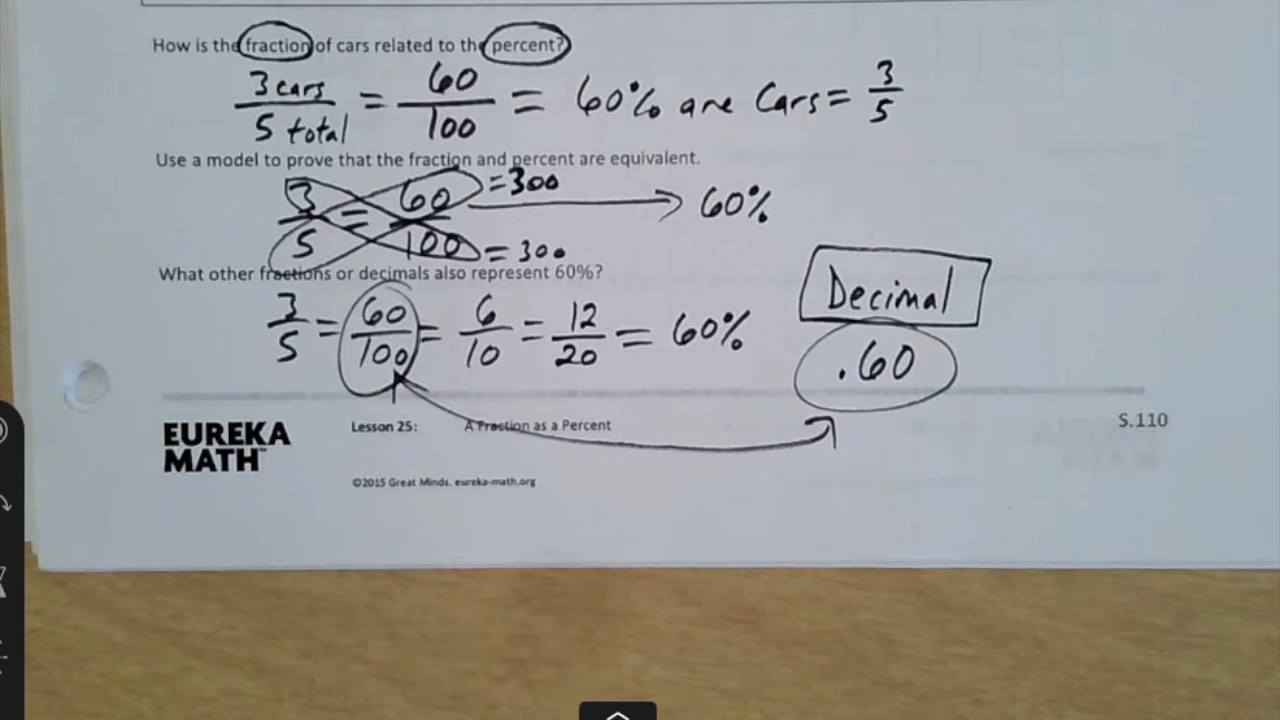 How is the fraction of cars related to the percent?
3 cars / 5 total = 60/100 = 60% are Cars = 3/5
Use a model to prove that the fraction and percent are equivalent.
3/5 = 60/100 = 300 → 60%
= 300
What other fractions or decimals also represent 60%?
3/5 = 60/100 = 6/10 = 12/20 = 60%
Decimal
.60
EUREKA MATH™
Lesson 25: A Fraction as a Percent
S.110
©2015 Great Minds. eureka-math.org